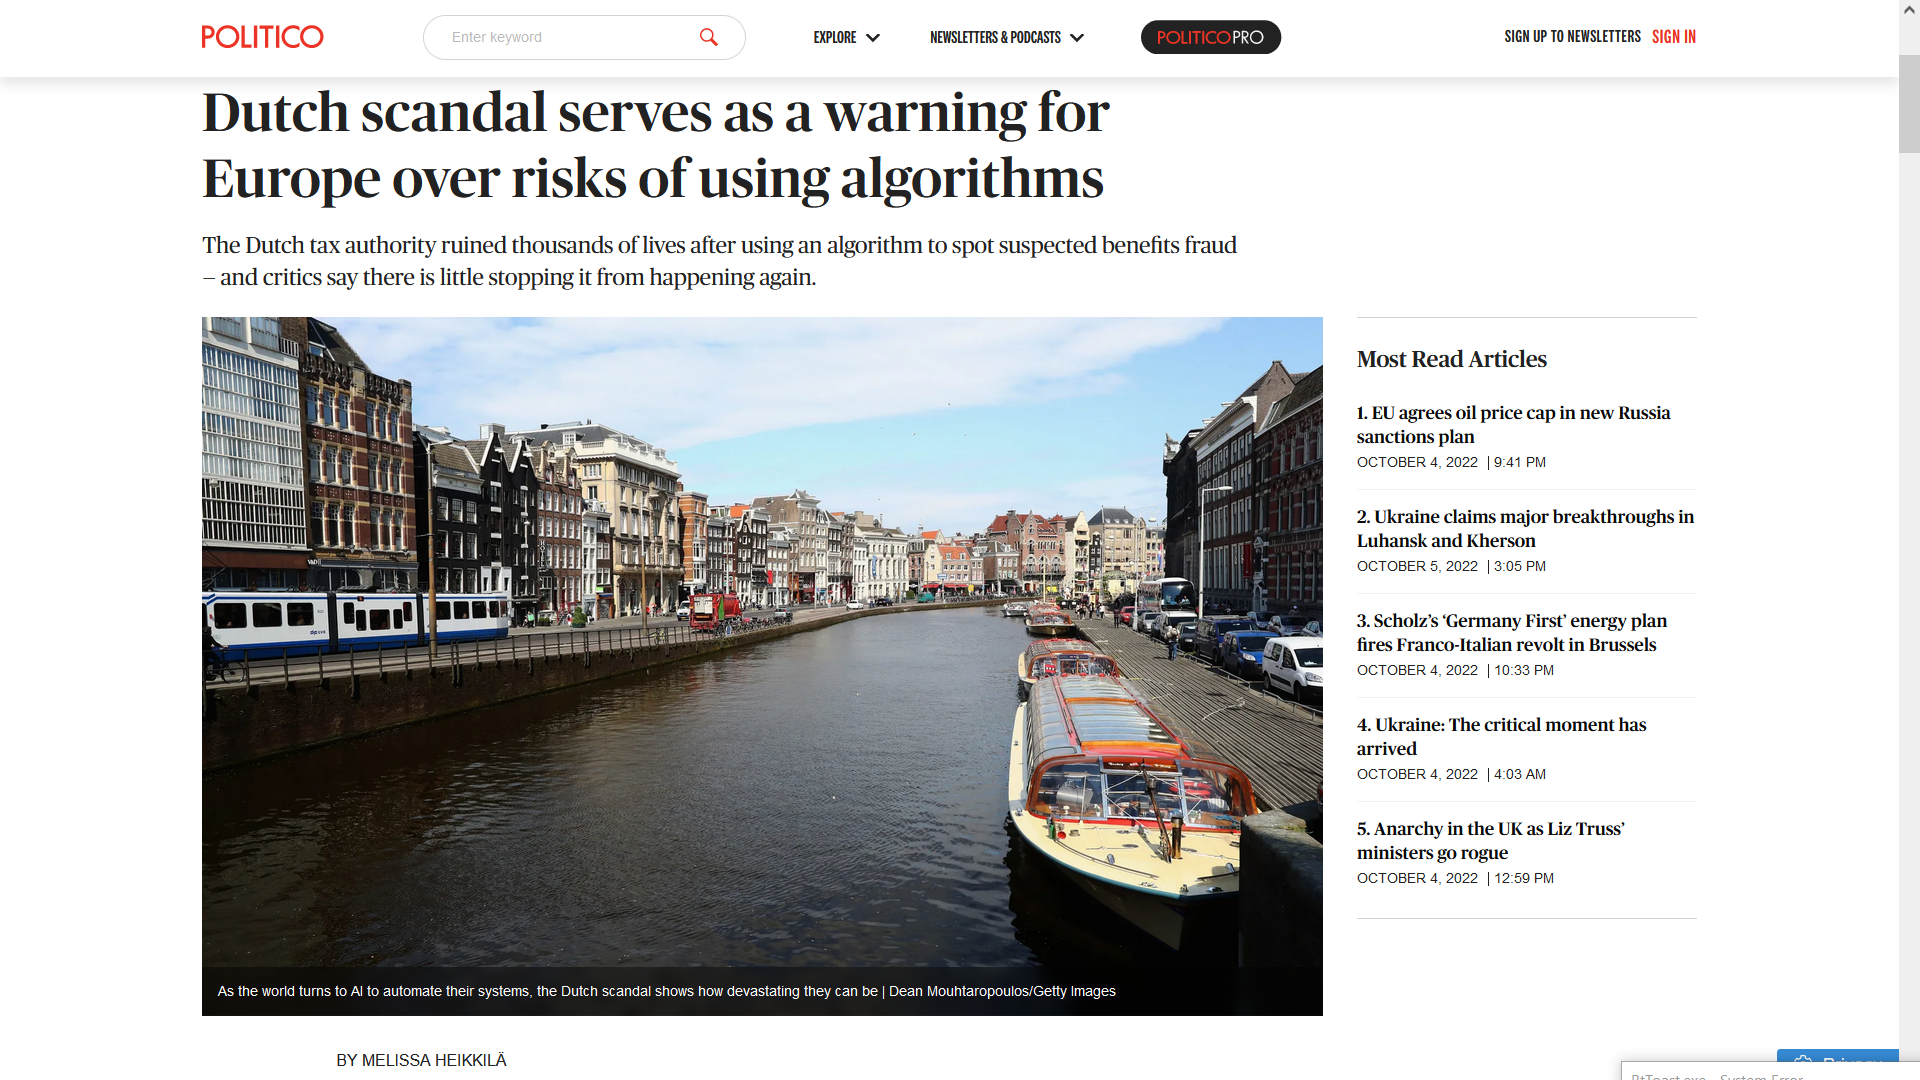 POLITICO
Enter keyword
EXPLORE
NEWSLETTERS & PODCASTS
POLITICO PRO
SIGN UP TO NEWSLETTERS
SIGN IN
Dutch scandal serves as a warning for
Europe over risks of using algorithms
The Dutch tax authority ruined thousands of lives after using an algorithm to spot suspected benefits fraud
– and critics say there is little stopping it from happening again.
As the world turns to AI to automate their systems, the Dutch scandal shows how devastating they can be | Dean Mouhtaropoulos/Getty Images
BY MELISSA HEIKKILÄ
Most Read Articles
1. EU agrees oil price cap in new Russia
sanctions plan
OCTOBER 4, 2022 | 9:41 PM
2. Ukraine claims major breakthroughs in
Luhansk and Kherson
OCTOBER 5, 2022 | 3:05 PM
3. Scholz’s ‘Germany First’ energy plan
fires Franco-Italian revolt in Brussels
OCTOBER 4, 2022 | 10:33 PM
4. Ukraine: The critical moment has
arrived
OCTOBER 4, 2022 | 4:03 AM
5. Anarchy in the UK as Liz Truss’
ministers go rogue
OCTOBER 4, 2022 | 12:59 PM
Privacy
BtToast.exe - System Error